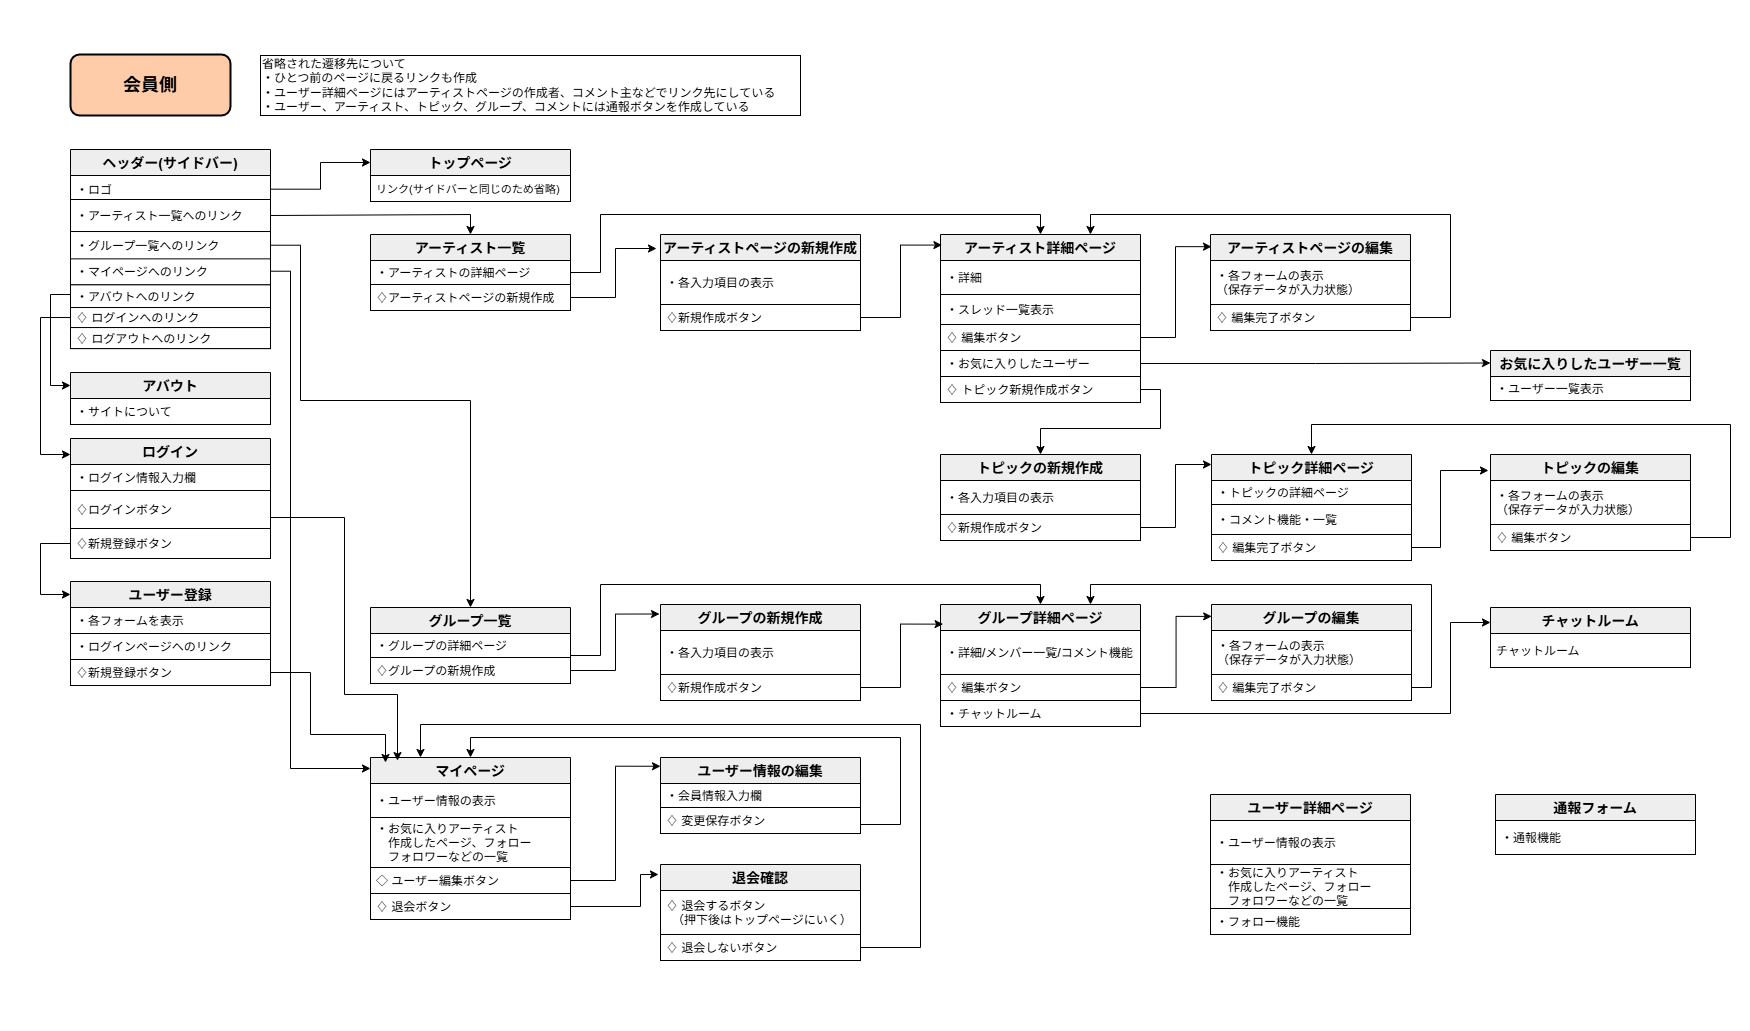 会員側
省略された遷移先について
・ひとつ前のページに戻るリンクも作成
・ユーザー詳細ページにはアーティストページの作成者、コメント主などでリンク先にしている
・ユーザー、アーティスト、トピック、グループ、コメントには通報ボタンを作成している
ヘッダー(サイドバー)
・ロゴ
・アーティスト一覧へのリンク
・グループ一覧へのリンク
・マイページへのリンク
・アバウトへのリンク
♢ ログインへのリンク
♢ ログアウトへのリンク
トップページ
リンク(サイドバーと同じのため省略)
アーティスト一覧
・アーティストの詳細ページ
♢アーティストページの新規作成
アーティストページの新規作成
・各入力項目の表示
♢新規作成ボタン
アーティスト詳細ページ
・詳細
・スレッド一覧表示
♢ 編集ボタン
・お気に入りしたユーザー
♢ トピック新規作成ボタン
アーティストページの編集
・各フォームの表示
（保存データが入力状態）
♢ 編集完了ボタン
お気に入りしたユーザー一覧
・ユーザー一覧表示
アバウト
・サイトについて
ログイン
・ログイン情報入力欄
♢ログインボタン
♢新規登録ボタン
トピックの新規作成
・各入力項目の表示
♢新規作成ボタン
トピック詳細ページ
・トピックの詳細ページ
・コメント機能・一覧
♢ 編集完了ボタン
トピックの編集
・各フォームの表示
（保存データが入力状態）
♢ 編集ボタン
ユーザー登録
・各フォームを表示
・ログインページへのリンク
♢新規登録ボタン
グループ一覧
・グループの詳細ページ
♢グループの新規作成
グループの新規作成
・各入力項目の表示
♢新規作成ボタン
グループ詳細ページ
・詳細/メンバー一覧/コメント機能
♢ 編集ボタン
・チャットルーム
グループの編集
・各フォームの表示
（保存データが入力状態）
♢ 編集完了ボタン
チャットルーム
チャットルーム
マイページ
・ユーザー情報の表示
・お気に入りアーティスト
作成したページ、フォロー
フォロワーなどの一覧
♢ ユーザー編集ボタン
♢ 退会ボタン
ユーザー情報の編集
・会員情報入力欄
♢ 変更保存ボタン
退会確認
♢ 退会するボタン
（押下後はトップページにいく）
♢ 退会しないボタン
ユーザー詳細ページ
・ユーザー情報の表示
・お気に入りアーティスト
作成したページ、フォロー
フォロワーなどの一覧
・フォロー機能
通報フォーム
・通報機能